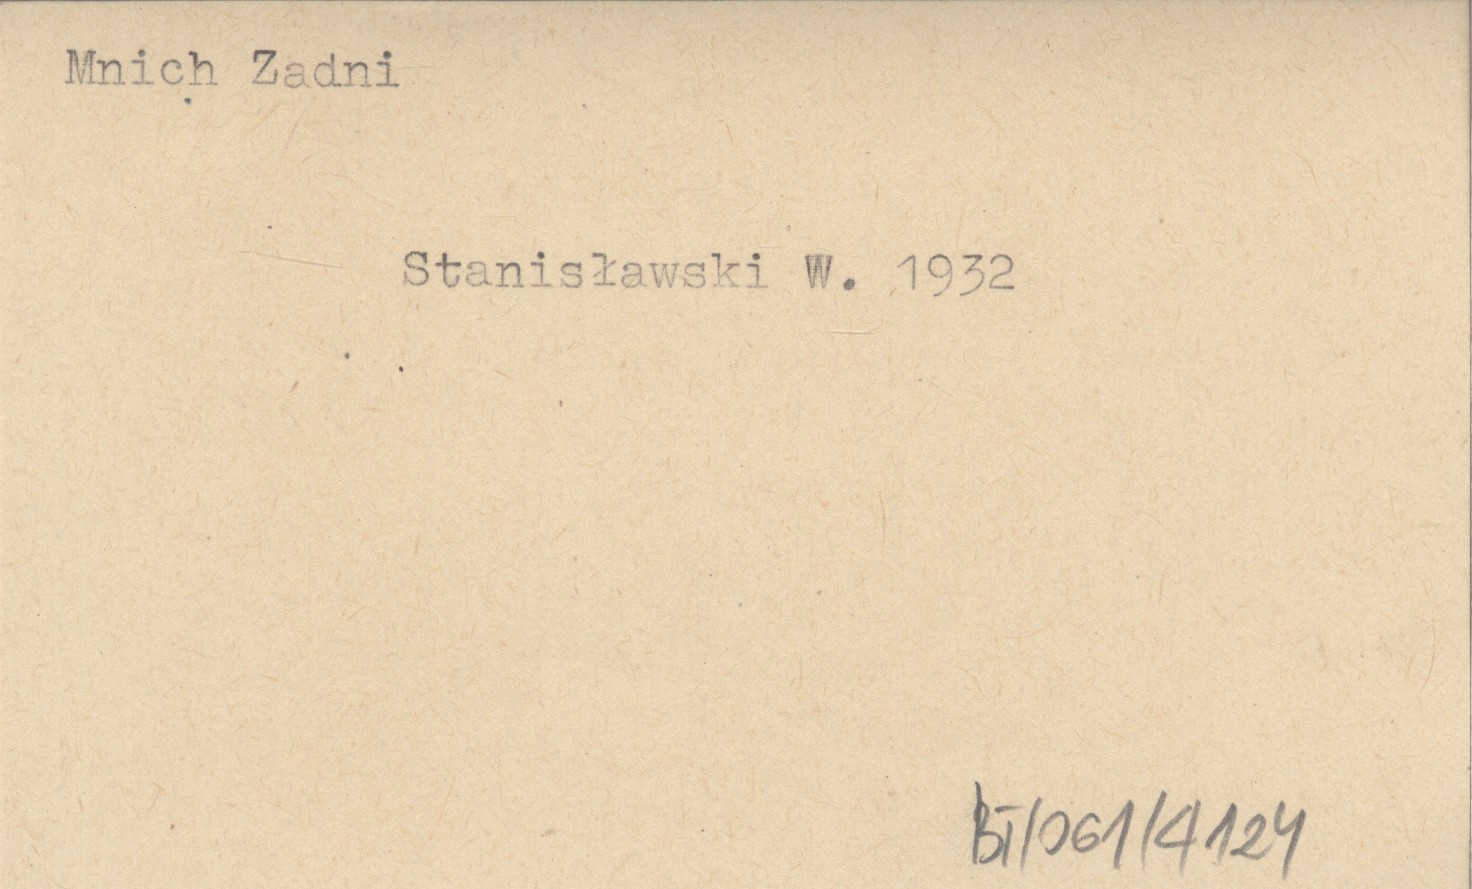 Mnich Zadni
Stanisławski W. 1932
BT/061/4124